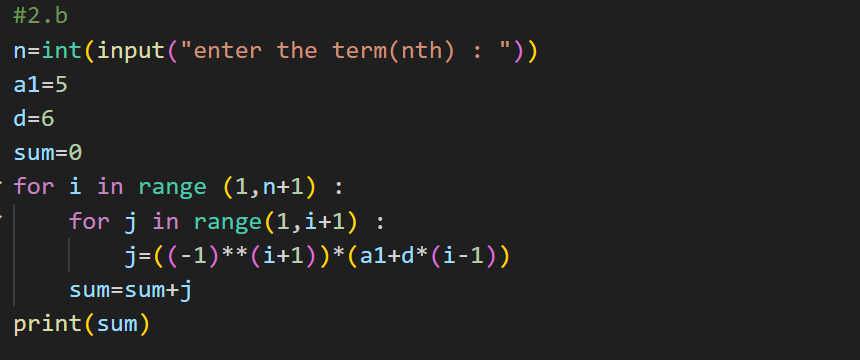 #2.b
n=int(input("enter the term(nth) : "))
a1=5
d=6
sum=0
for i in range (1,n+1) :
    for j in range(1,i+1) :
        j=((-1)**(i+1))*(a1+d*(i-1))
    sum=sum+j
print(sum)